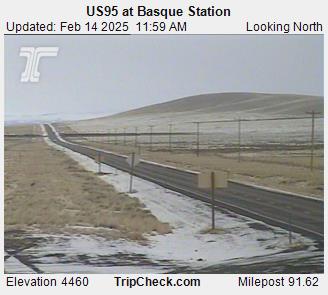 US95 at Basque Station
Updated: Feb 14 2025 11:59 AM Looking North
Elevation 4460 TripCheck.com Milepost 91.62